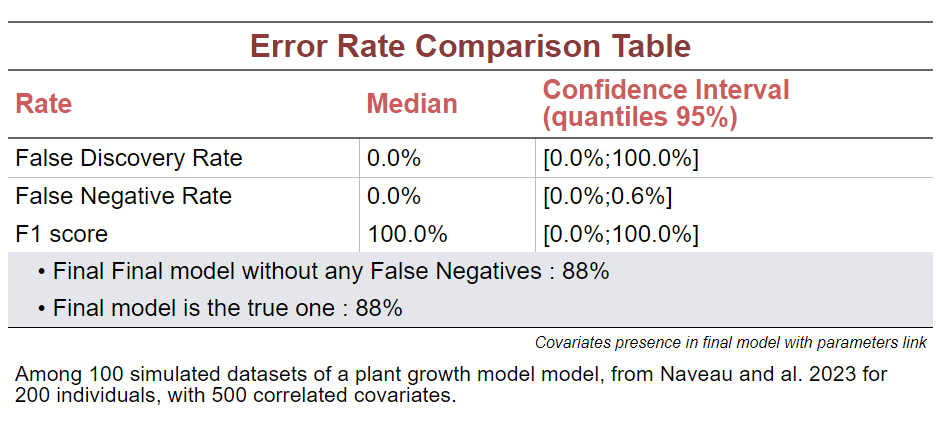 Error Rate Comparison Table
Rate Median Confidence Interval
(quantiles 95%)
False Discovery Rate 0.0% [0.0%;100.0%]
False Negative Rate 0.0% [0.0%;0.6%]
F1 score 100.0% [0.0%;100.0%]
• Final Final model without any False Negatives : 88%
• Final model is the true one : 88%
Covariates presence in final model with parameters link
Among 100 simulated datasets of a plant growth model model, from Naveau and al. 2023 for
200 individuals, with 500 correlated covariates.